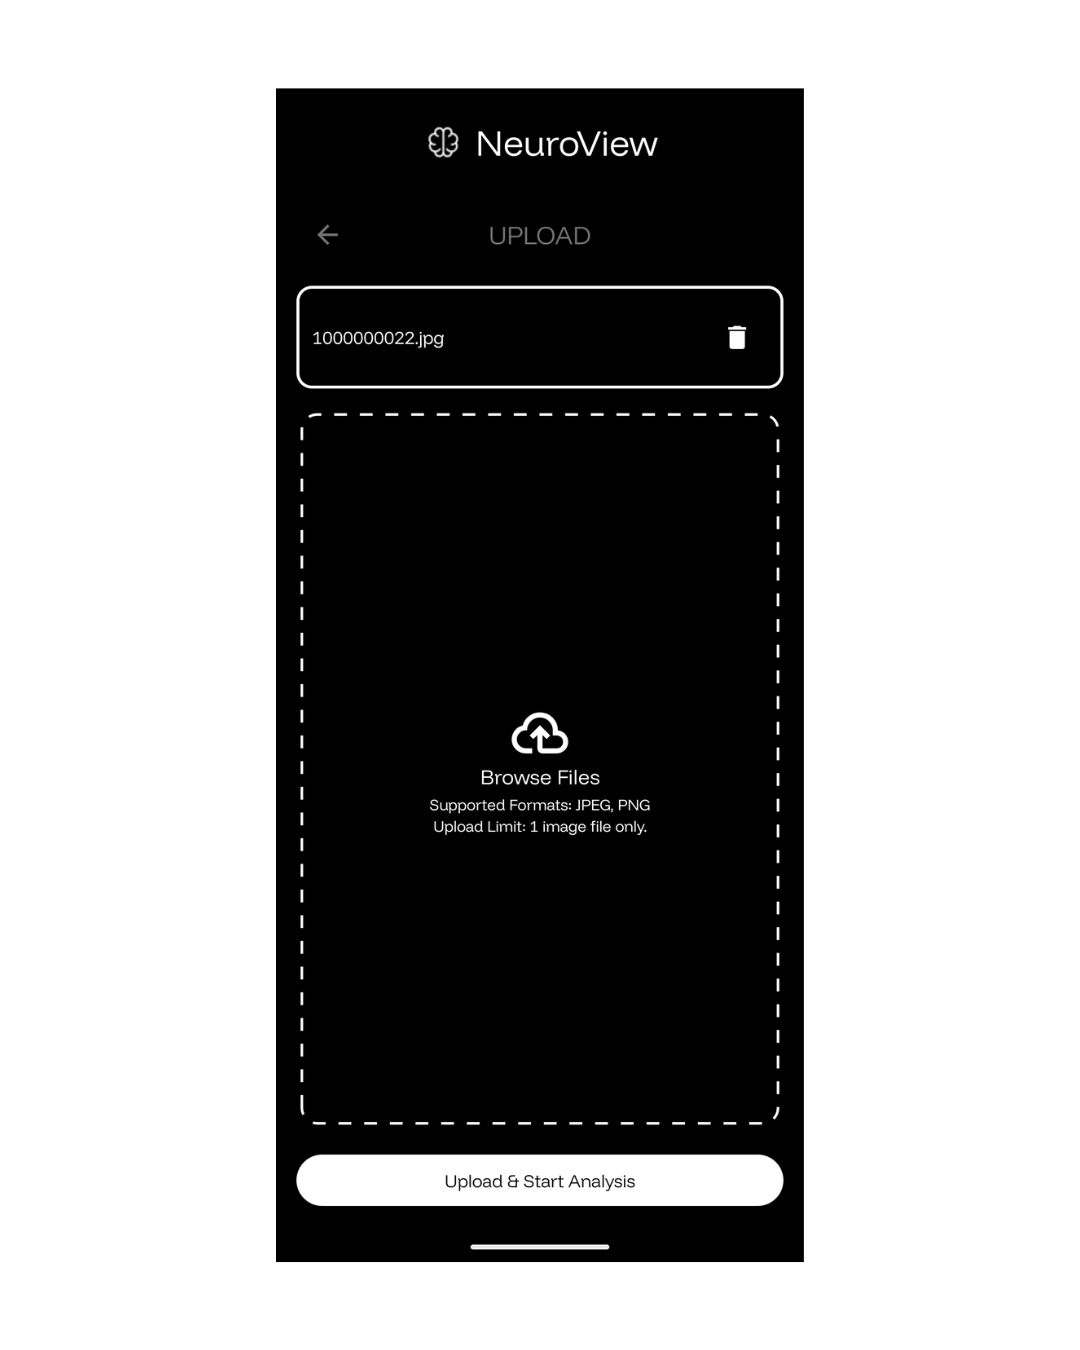 NeuroView
UPLOAD
1000000022.jpg
Browse Files
Supported Formats: JPEG, PNG
Upload Limit: 1 image file only.
Upload & Start Analysis